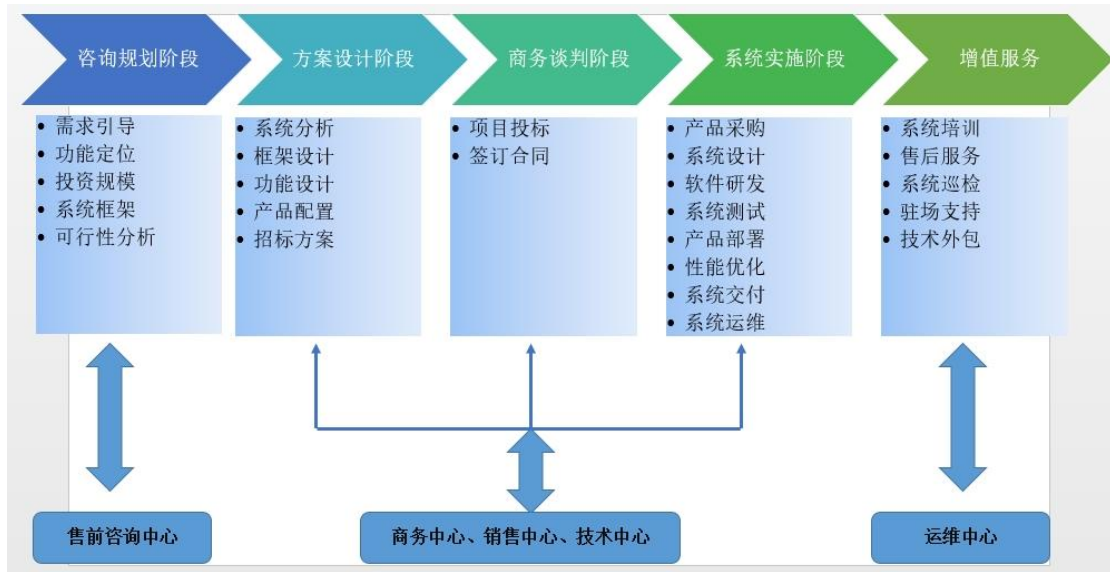 咨询规划阶段
方案设计阶段
商务谈判阶段
系统实施阶段
增值服务
• 需求引导
• 功能定位
• 投资规模
• 系统框架
• 可行性分析
• 系统分析
• 框架设计
• 功能设计
• 产品配置
• 招标方案
• 项目投标
• 签订合同
• 产品采购
• 系统设计
• 软件研发
• 系统测试
• 产品部署
• 性能优化
• 系统交付
• 系统运维
• 系统培训
• 售后服务
• 系统巡检
• 驻场支持
• 技术外包
售前咨询中心
商务中心、销售中心、技术中心
运维中心